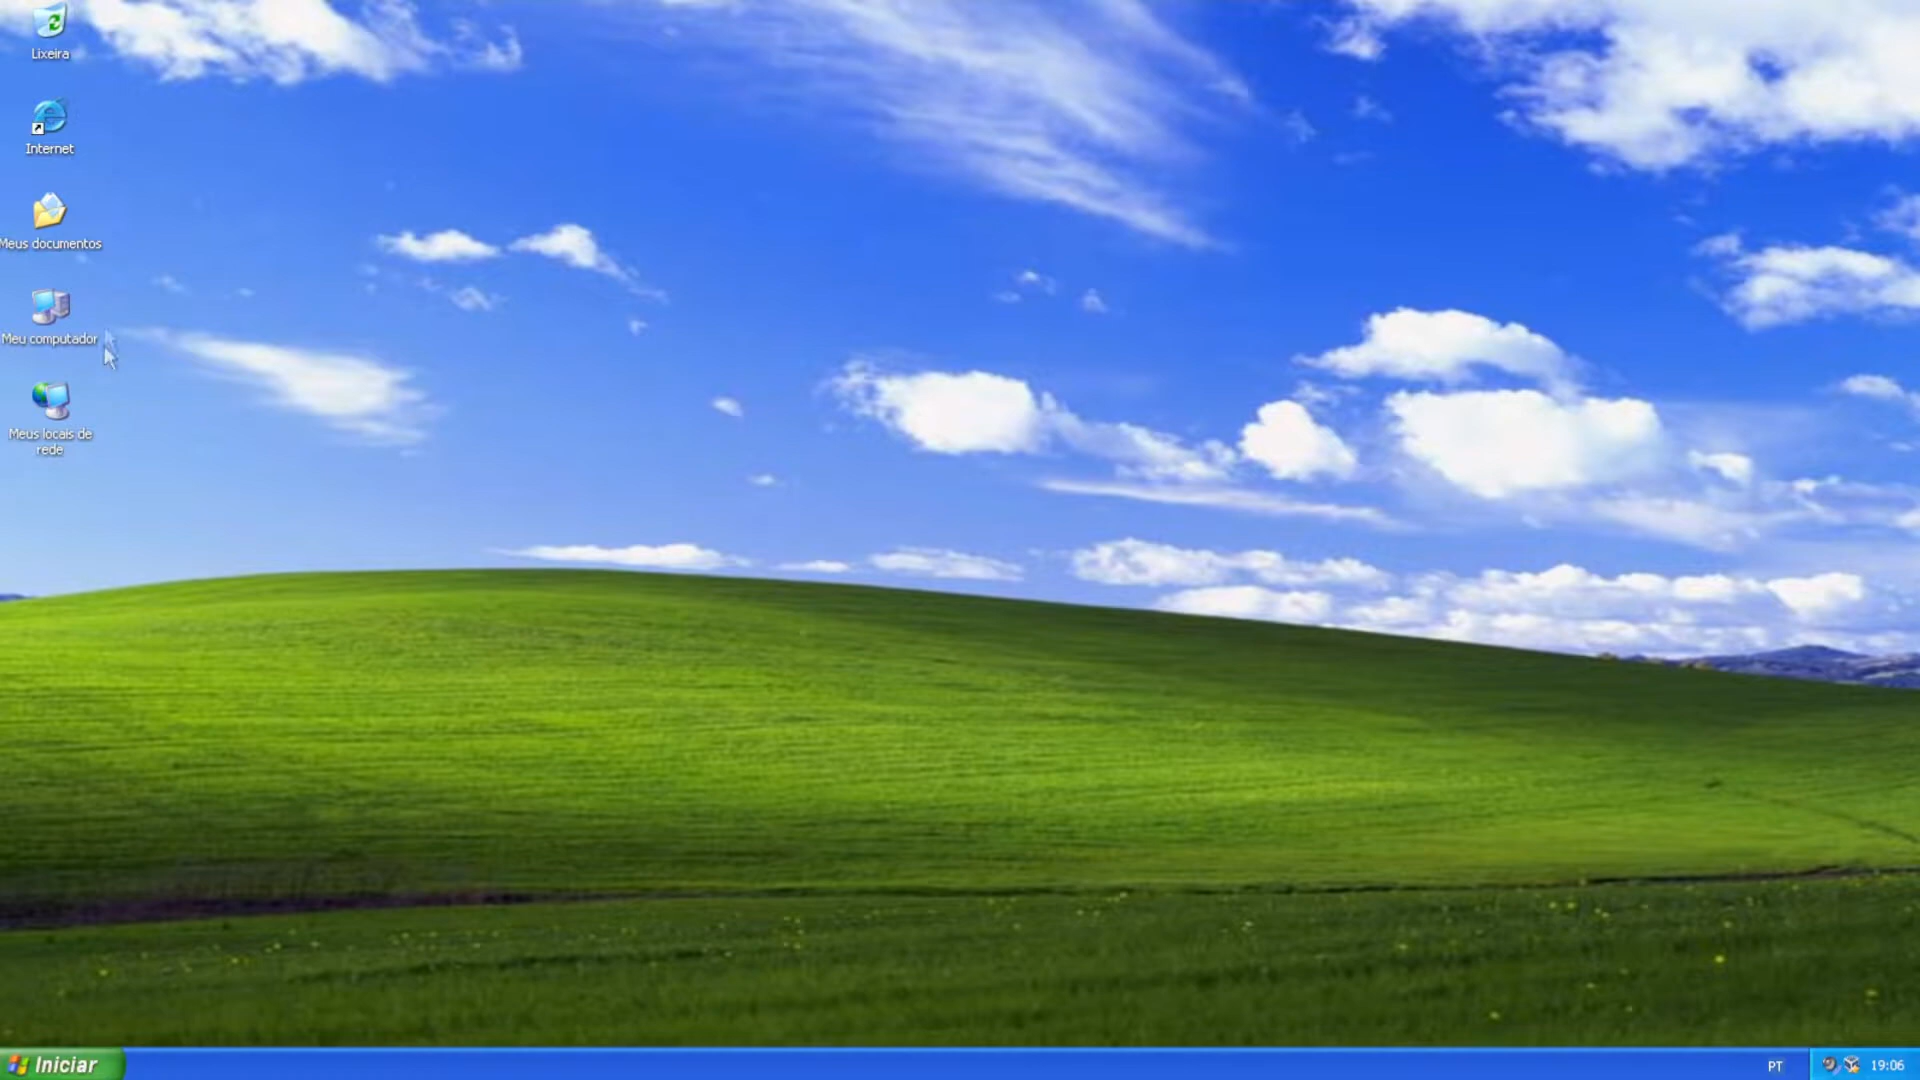 Lixeira
Internet
Meus documentos
Meu computador
Meus locais de
rede
Iniciar
PT
19:06